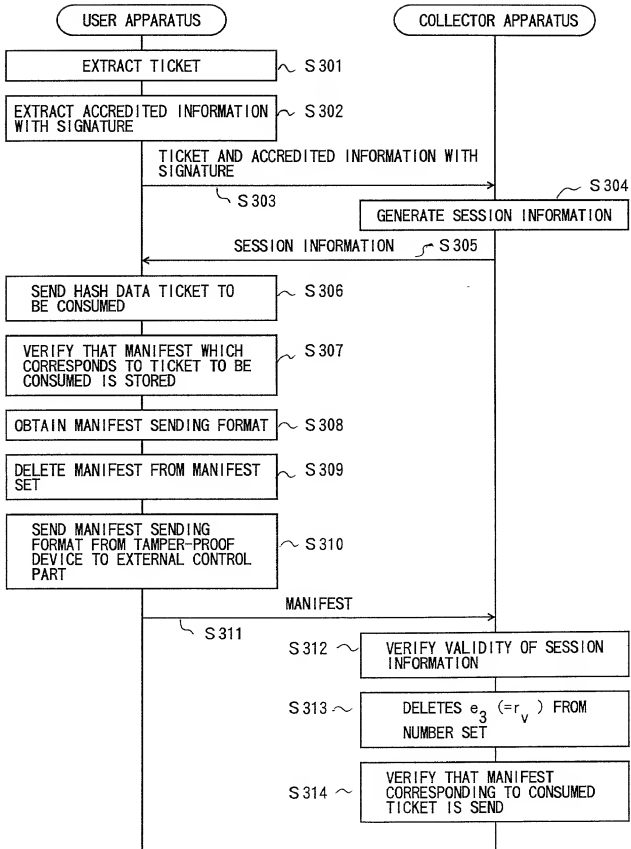 USER APPARATUS
COLLECTOR APPARATUS
EXTRACT TICKET
S301
EXTRACT ACCREDITED INFORMATION
WITH SIGNATURE
S302
TICKET AND ACCREDITED INFORMATION WITH
SIGNATURE
S303
S304
GENERATE SESSION INFORMATION
SESSION INFORMATION
S305
SEND HASH DATA TICKET TO
BE CONSUMED
S306
VERIFY THAT MANIFEST WHICH
CORRESPONDS TO TICKET TO BE
CONSUMED IS STORED
S307
OBTAIN MANIFEST SENDING FORMAT
S308
DELETE MANIFEST FROM MANIFEST
SET
S309
SEND MANIFEST SENDING
FORMAT FROM TAMPER-PROOF
DEVICE TO EXTERNAL CONTROL
PART
S310
MANIFEST
S311
S312
VERIFY VALIDITY OF SESSION
INFORMATION
S313
DELETES e3 (=rv) FROM
NUMBER SET
S314
VERIFY THAT MANIFEST
CORRESPONDING TO CONSUMED
TICKET IS SEND